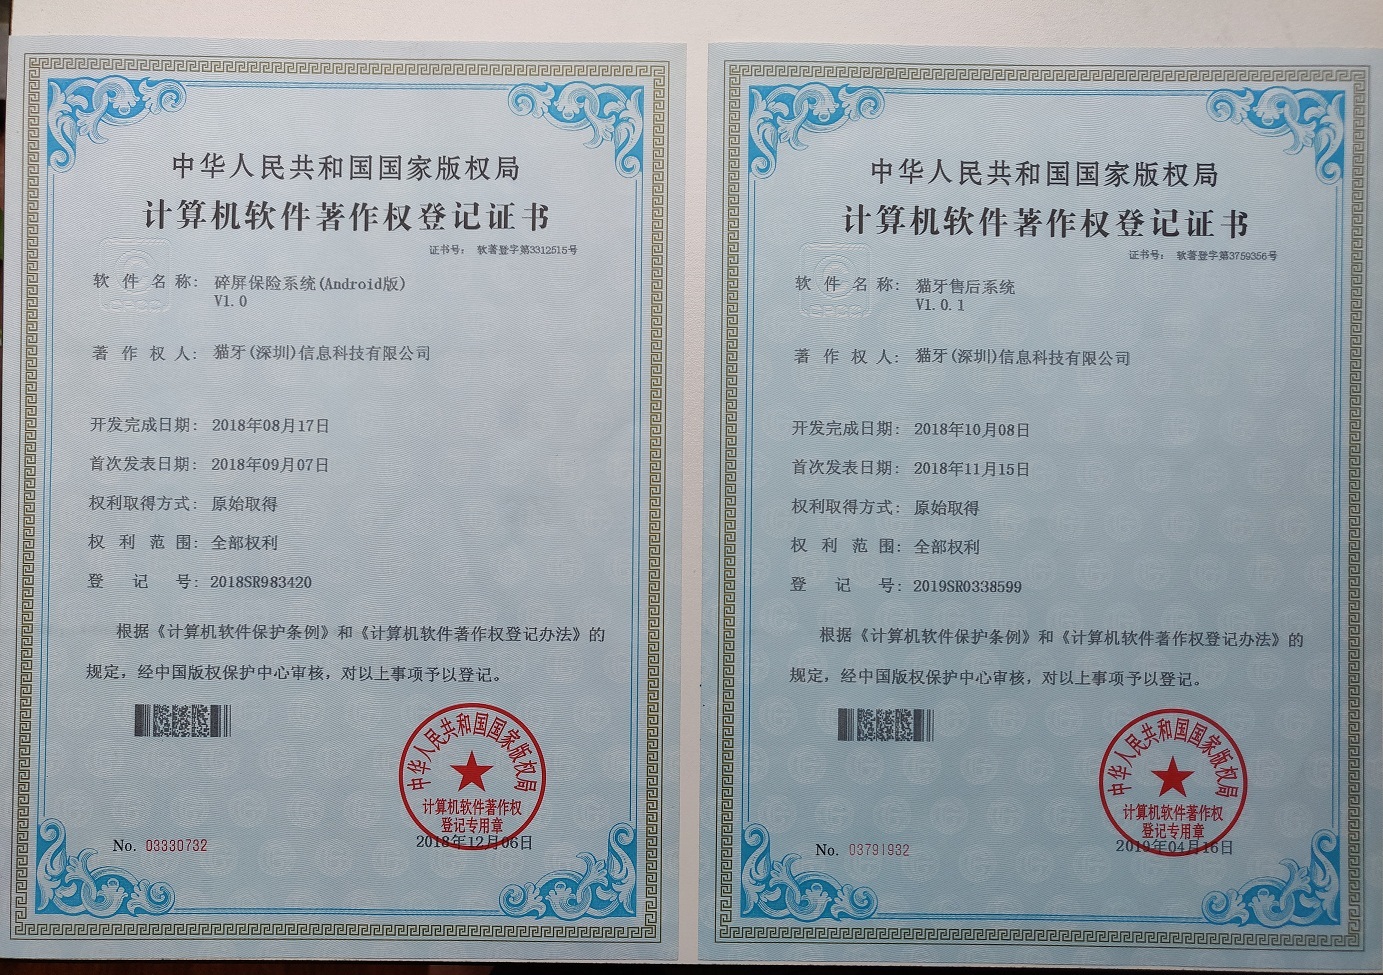 中华人民共和国国家版权局
计算机软件著作权登记证书
证书号： 软著登字第3312515号
软件名称： 碎屏保险系统(Android版)
V1.0
著作权人： 猫牙(深圳)信息科技有限公司
开发完成日期： 2018年08月17日
首次发表日期： 2018年09月07日
权利取得方式： 原始取得
权利范围： 全部权利
登记号： 2018SR983420
根据《计算机软件保护条例》和《计算机软件著作权登记办法》的
规定，经中国版权保护中心审核，对以上事项予以登记。
中华人民共和国国家版权局
计算机软件著作权
登记专用章
No. 03330732
2018年12月06日
CPCC
中华人民共和国国家版权局
计算机软件著作权登记证书
证书号： 软著登字第3759356号
软件名称： 猫牙售后系统
V1.0.1
著作权人： 猫牙(深圳)信息科技有限公司
开发完成日期： 2018年10月08日
首次发表日期： 2018年11月15日
权利取得方式： 原始取得
权利范围： 全部权利
登记号： 2019SR0338599
根据《计算机软件保护条例》和《计算机软件著作权登记办法》的
规定，经中国版权保护中心审核，对以上事项予以登记。
中华人民共和国国家版权局
计算机软件著作权
登记专用章
No. 03791932
2019年04月16日
CPCC